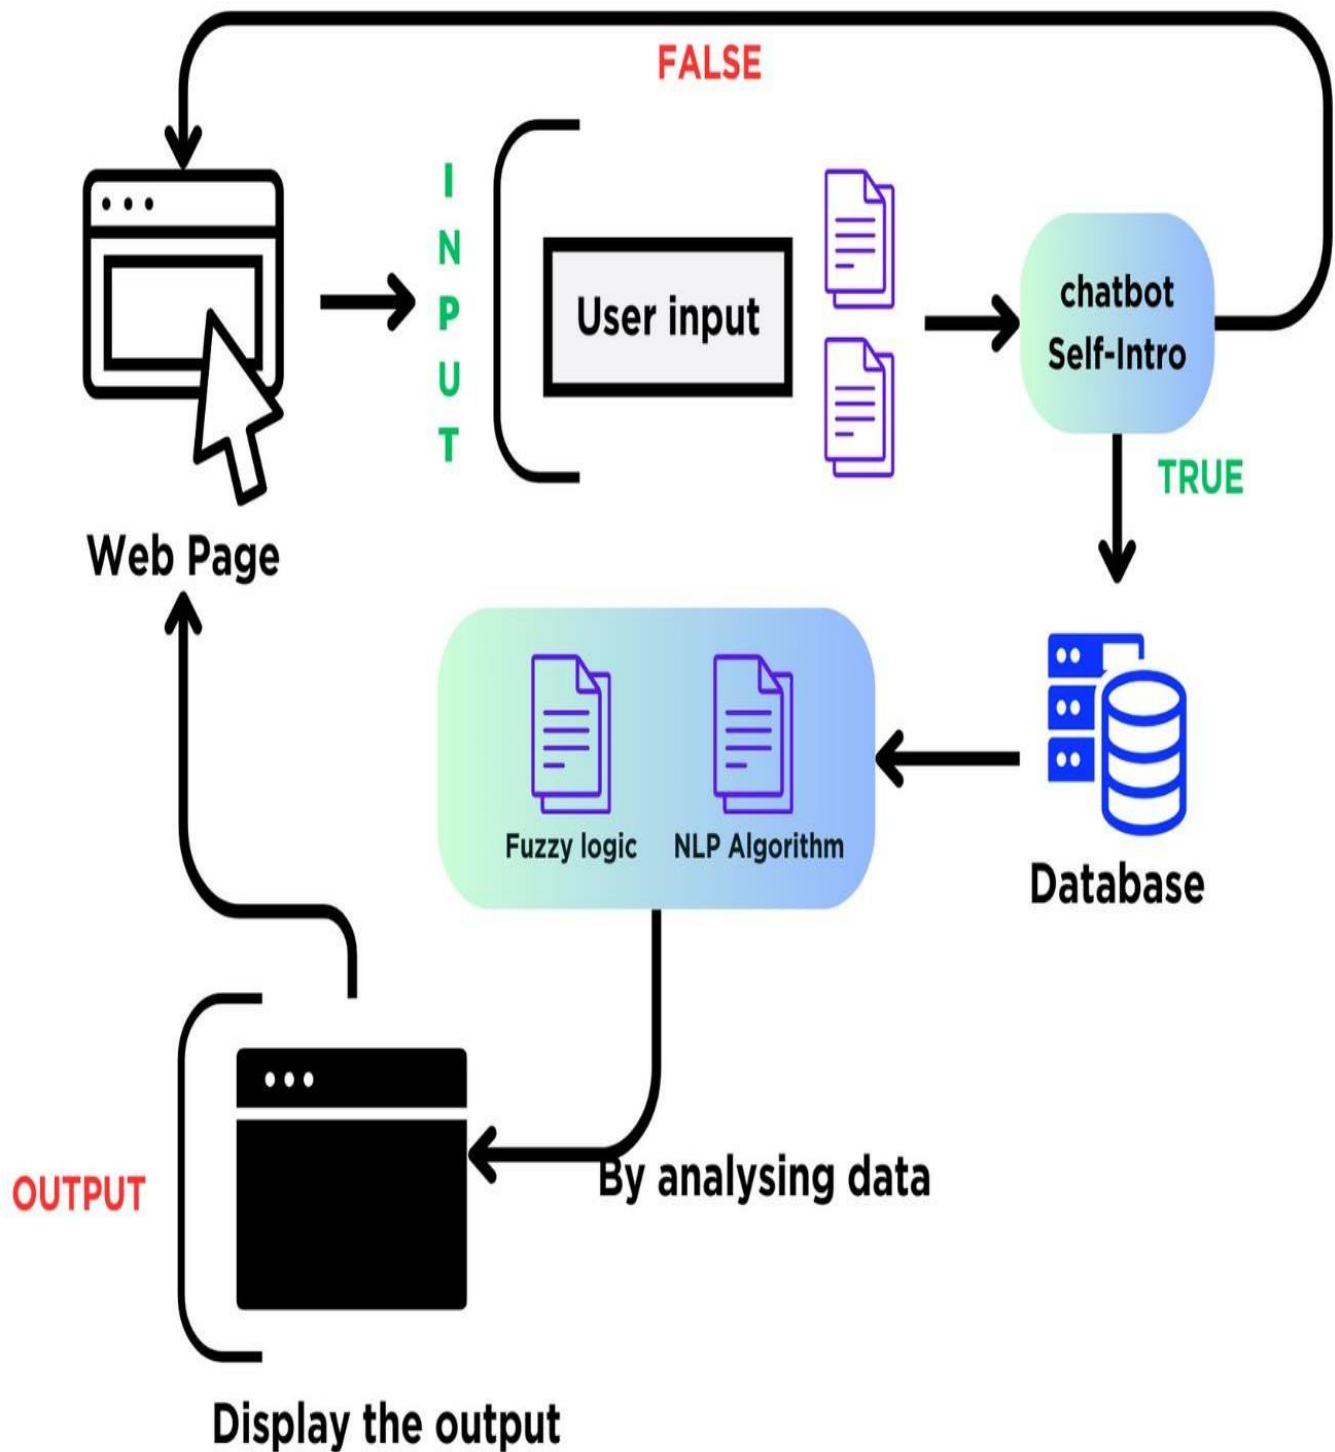 FALSE
INPUT
User input
chatbot
Self-Intro
TRUE
Web Page
Fuzzy logic
NLP Algorithm
Database
OUTPUT
By analysing data
Display the output